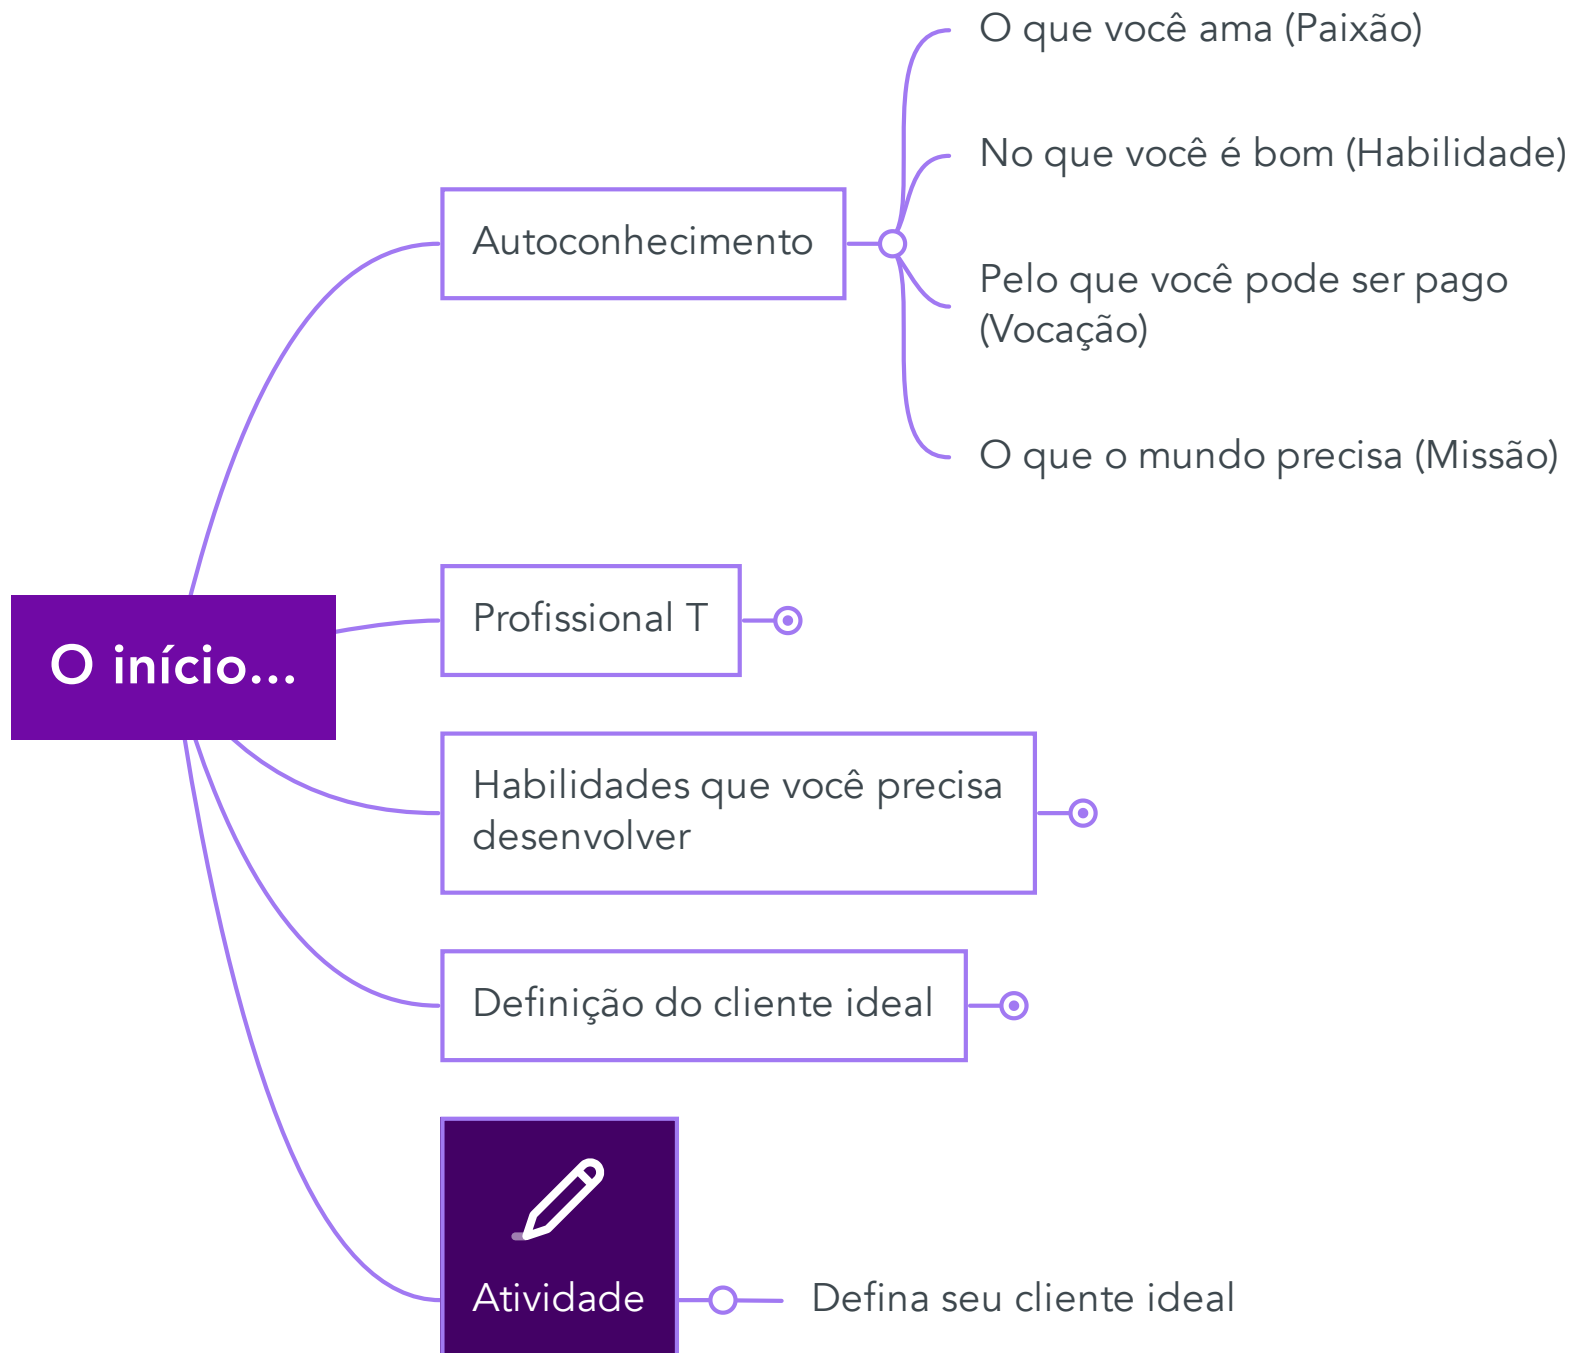 O que você ama (Paixão)
No que você é bom (Habilidade)
Autoconhecimento
Pelo que você pode ser pago
(Vocação)
O que o mundo precisa (Missão)
O início...
Profissional T
Habilidades que você precisa
desenvolver
Definição do cliente ideal
Atividade
Defina seu cliente ideal